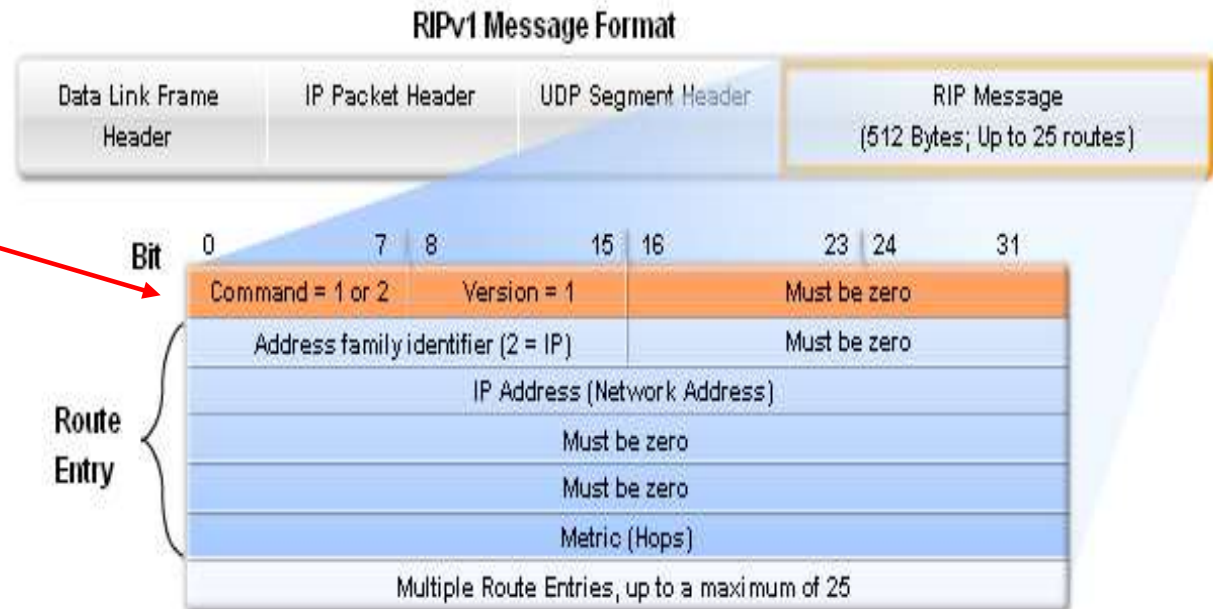 RIPv1 Message Format
Data Link Frame Header
IP Packet Header
UDP Segment Header
RIP Message
(512 Bytes; Up to 25 routes)
Bit 0 7 8 15 16 23 24 31
Command = 1 or 2 Version = 1 Must be zero
Address family identifier (2 = IP) Must be zero
IP Address (Network Address)
Route Entry
Must be zero
Must be zero
Metric (Hops)
Multiple Route Entries, up to a maximum of 25